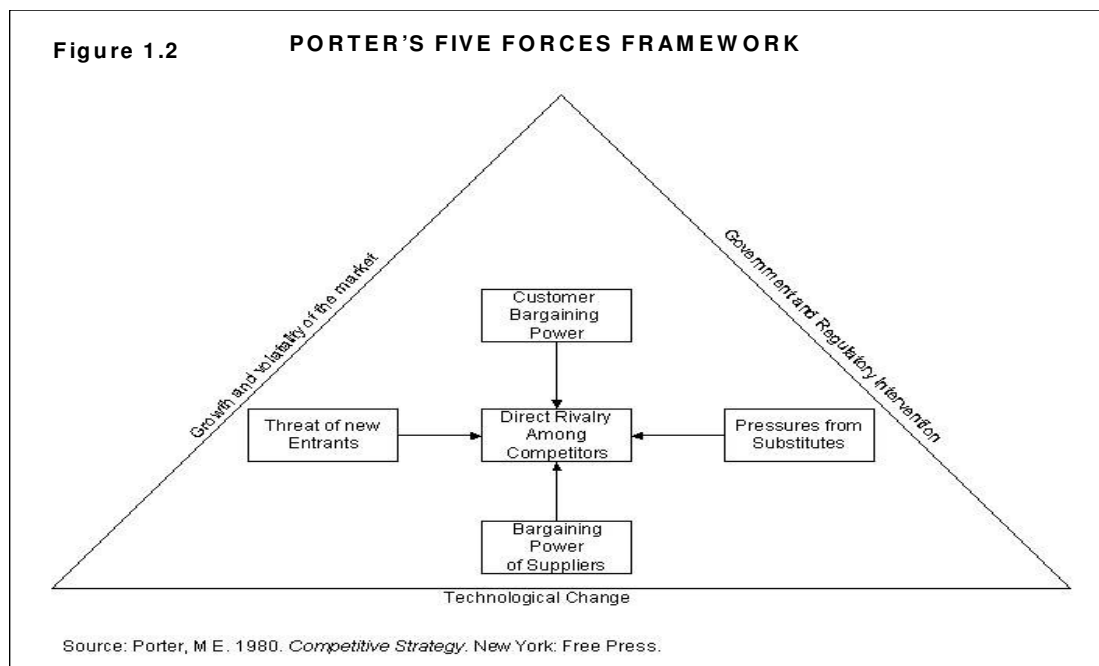 Figure 1.2
PORTER'S FIVE FORCES FRAMEWORK
Growth and volatality of the market
Government and Regulatory Intervention
Customer
Bargaining
Power
Threat of new
Entrants
Direct Rivalry
Among
Competitors
Pressures from
Substitutes
Bargaining
Power
of Suppliers
Technological Change
Source: Porter, M E. 1980. Competitive Strategy. New York: Free Press.